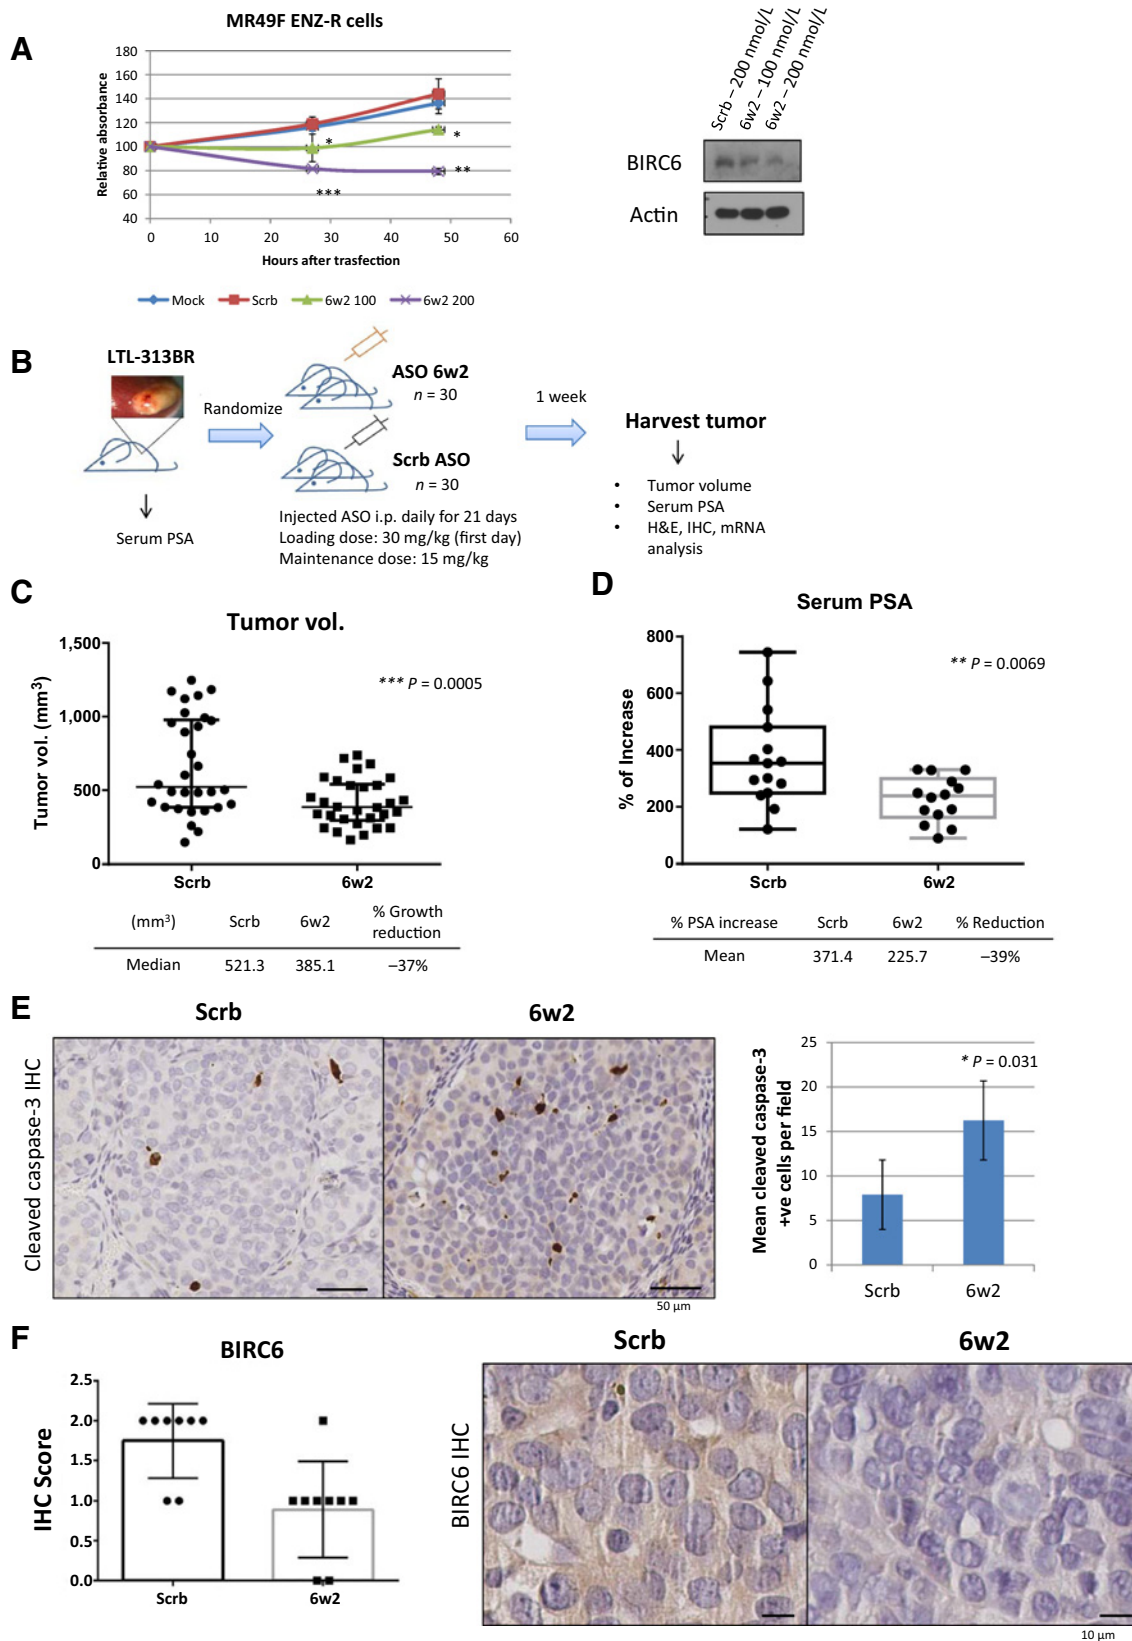 A
MR49F ENZ-R cells
180
160
140
120
100
80
60
40
Relative absorbance
*
*
**
***
0 10 20 30 40 50 60
Hours after trasfection
Mock Scrb 6w2 100 6w2 200
Scrb – 200 nmol/L
6w2 – 100 nmol/L
6w2 – 200 nmol/L
BIRC6
Actin
B
LTL-313BR
Serum PSA
Randomize
ASO 6w2
n = 30
Scrb ASO
n = 30
Injected ASO i.p. daily for 21 days
Loading dose: 30 mg/kg (first day)
Maintenance dose: 15 mg/kg
1 week
Harvest tumor
• Tumor volume
• Serum PSA
• H&E, IHC, mRNA
analysis
C
Tumor vol.
1,500
1,000
500
0
Tumor vol. (mm³)
*** P = 0.0005
Scrb 6w2
(mm³) Scrb 6w2 % Growth
reduction
Median 521.3 385.1 –37%
D
Serum PSA
800
600
400
200
0
% of Increase
** P = 0.0069
Scrb 6w2
% PSA increase Scrb 6w2 % Reduction
Mean 371.4 225.7 –39%
E
Scrb 6w2
Cleaved caspase-3 IHC
50 µm
Mean cleaved caspase-3
+ve cells per field
25
20
15
10
5
0
* P = 0.031
Scrb 6w2
F
BIRC6
2.5
2.0
1.5
1.0
0.5
0.0
IHC Score
Scrb 6w2
Scrb 6w2
BIRC6 IHC
10 µm